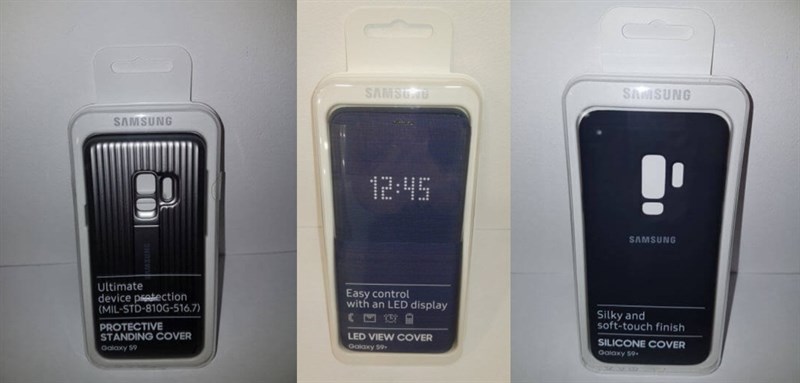 SAMSUNG
SAMSUNG
Ultimate
device protection
(MIL-STD-810G-516.7)
PROTECTIVE
STANDING COVER
Galaxy S9
SAMSUNG
12:45
Easy control
with an LED display
LED VIEW COVER
Galaxy S9+
SAMSUNG
SAMSUNG
Silky and
soft-touch finish
SILICONE COVER
Galaxy S9+